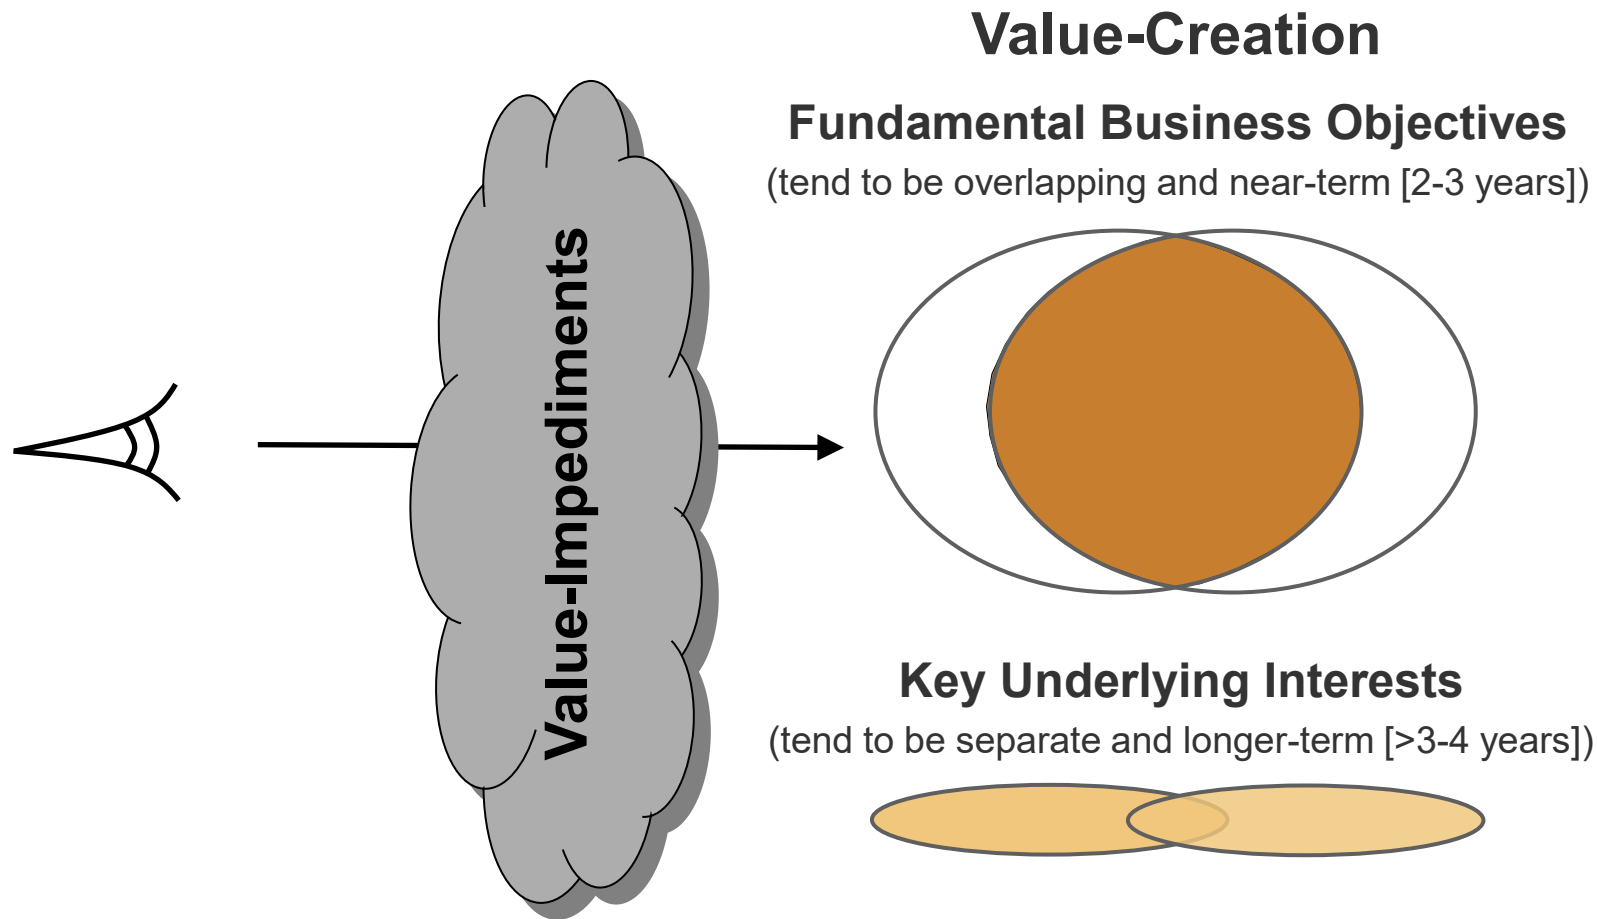 Value-Creation
Fundamental Business Objectives
(tend to be overlapping and near-term [2-3 years])
Value-Impediments
Key Underlying Interests
(tend to be separate and longer-term [>3-4 years])